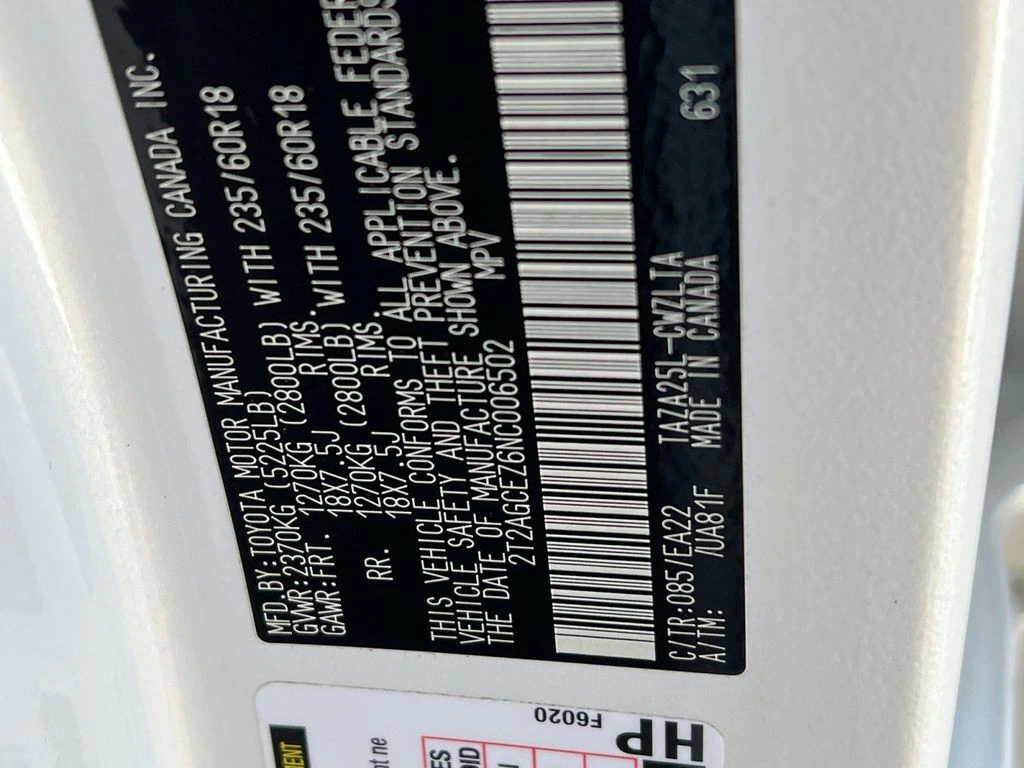 MFD.BY:TOYOTA MOTOR MANUFACTURING CANADA INC.
GVWR:2370KG (5225LB)
GAWR:FRT. 1270KG (2800LB) WITH 235/60R18
18X7.5J RIMS.
RR. 1270KG (2800LB) WITH 235/60R18
18X7.5J RIMS.
THIS VEHICLE CONFORMS TO ALL APPLICABLE FEDER
VEHICLE SAFETY AND THEFT PREVENTION STANDARDS
THE DATE OF MANUFACTURE SHOWN ABOVE.
2T2AGCEZ6NC006502 MPV
C/TR:085/EA22 TAZA25L-CWZLTA 631
A/TM: /UA81F MADE IN CANADA
F6020
HP